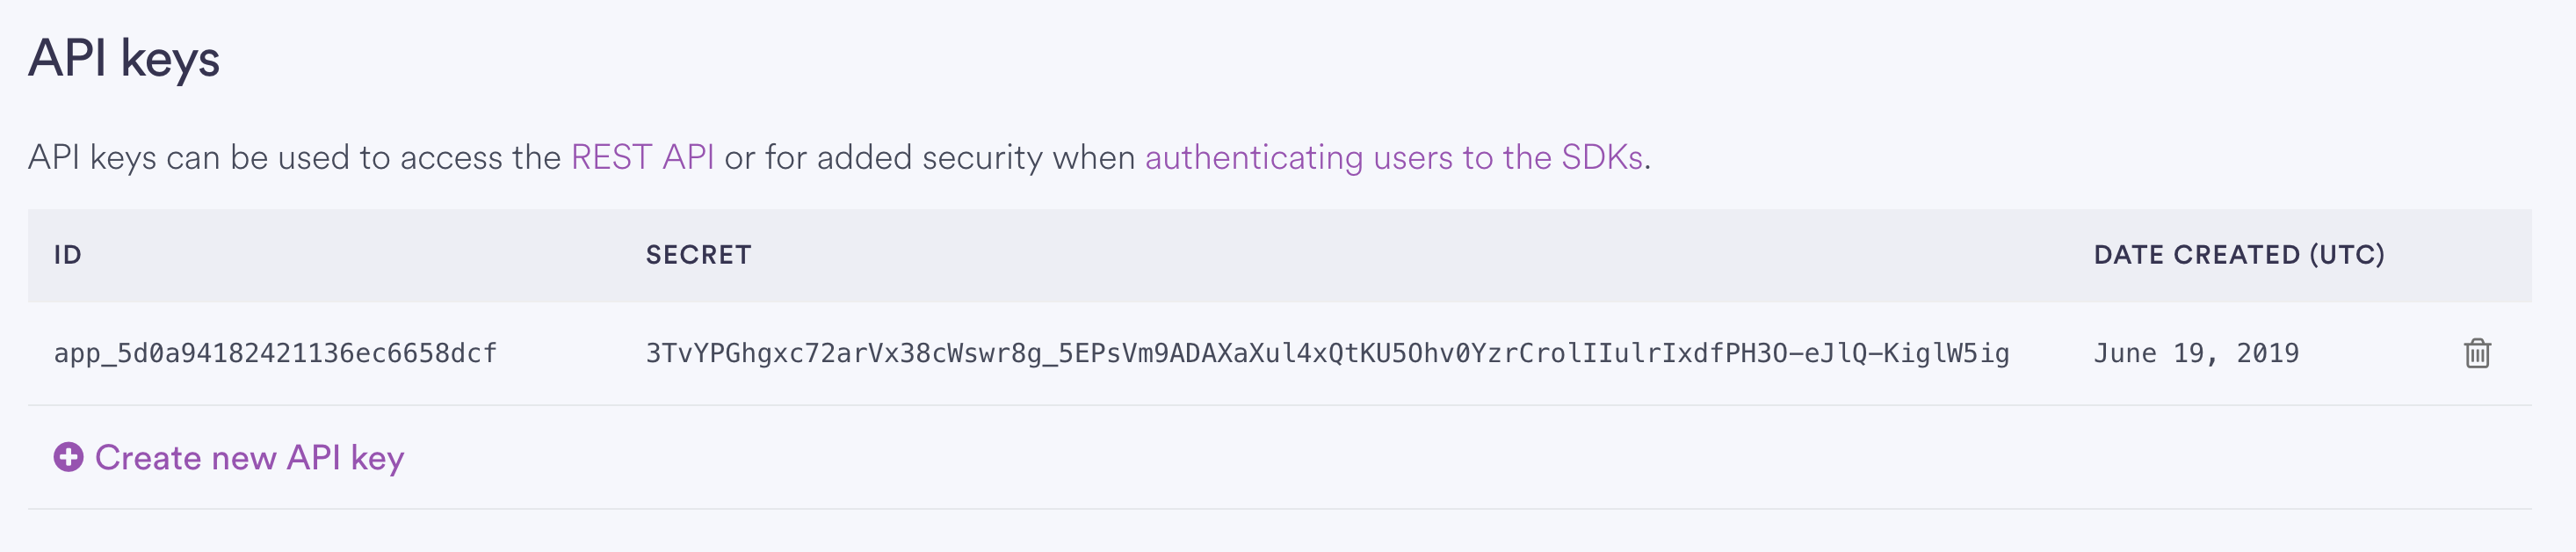 API keys
API keys can be used to access the REST API or for added security when authenticating users to the SDKs.
ID SECRET DATE CREATED (UTC)
app_5d0a94182421136ec6658dcf 3TvYPGhgxc72arVx38cWswr8g_5EPsVm9ADAXaXul4xQtKU5Ohv0YzrCrolIIulrIxdfPH3O-eJlQ-KiglW5ig June 19, 2019
Create new API key